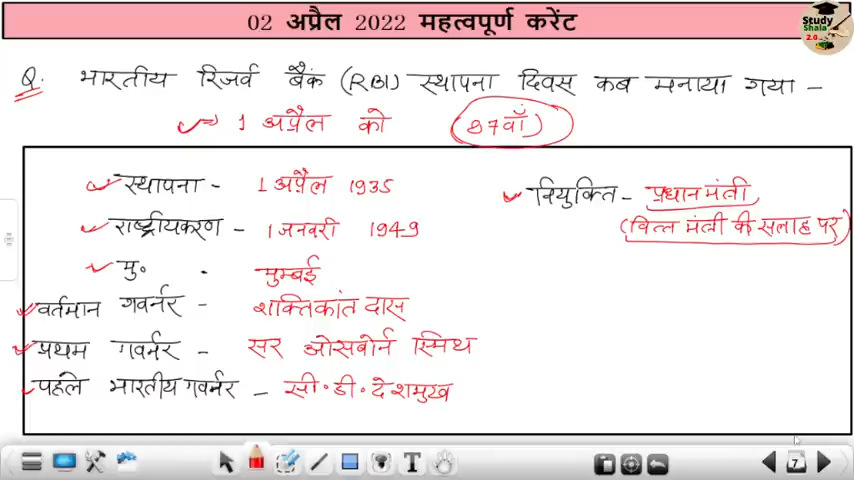 02 अप्रैल 2022 महत्वपूर्ण करेंट
Study
Shala
2.0
Q. भारतीय रिजर्व बैंक (RBI) स्थापना दिवस कब मनाया गया -
1 अप्रैल को (87वाँ)
स्थापना - 1 अप्रैल 1935
नियुक्ति - प्रधान मंत्री
(वित्त मंत्री की सलाह पर)
राष्ट्रीयकरण - 1 जनवरी 1949
मु॰ - मुम्बई
वर्तमान गवर्नर - शक्तिकांत दास
प्रथम गवर्नर - सर ओसबोर्न स्मिथ
पहले भारतीय गवर्नर - सी.डी. देशमुख
T
7